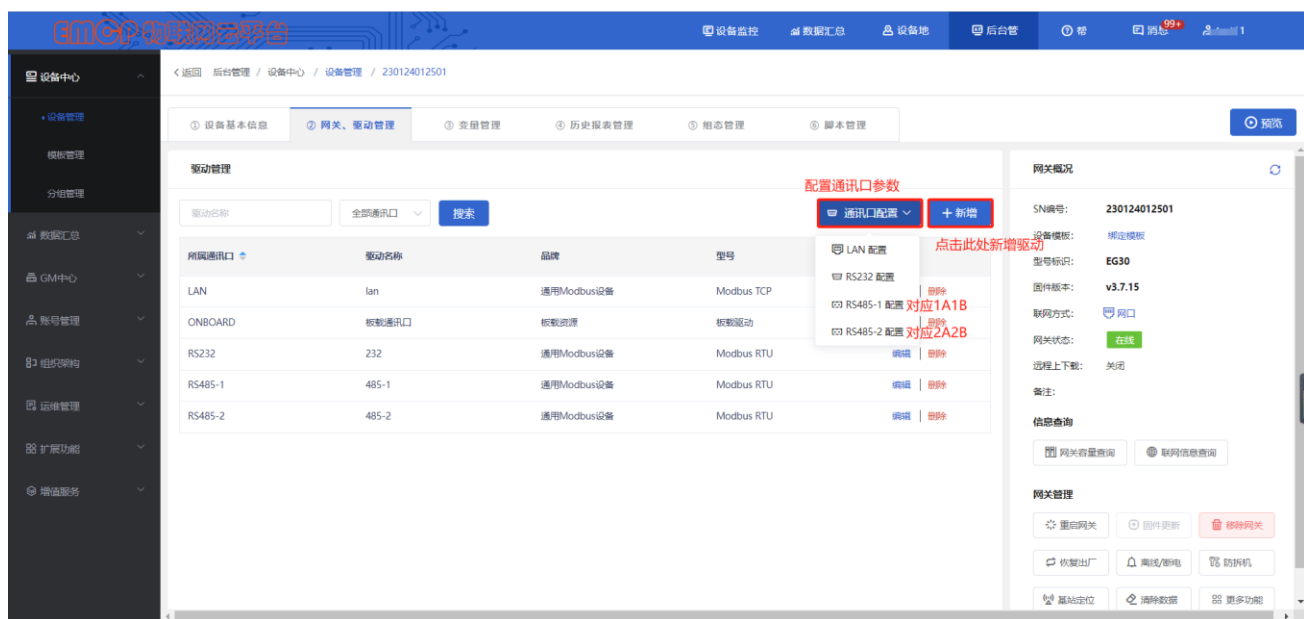 EMCP物联网云平台
设备监控 数据汇总 设备地 后台管 帮 消息 99+ 1
设备中心
设备管理
模板管理
分组管理
数据汇总
GM中心
账号管理
组织架构
运维管理
扩展功能
增值服务
返回 后台管理 / 设备中心 / 设备管理 / 230124012501
① 设备基本信息 ② 网关、驱动管理 ③ 变量管理 ④ 历史报表管理 ⑤ 组态管理 ⑥ 脚本管理
预览
驱动管理
配置通讯口参数
驱动名称 全部通讯口 搜索 通讯口配置 +新增
点击此处新增驱动
所属通讯口 驱动名称 品牌 型号
LAN lan 通用Modbus设备 Modbus TCP 删除
ONBOARD 板载通讯口 板载资源 板载驱动 删除
RS232 232 通用Modbus设备 Modbus RTU 编辑 | 删除
RS485-1 485-1 通用Modbus设备 Modbus RTU 编辑 | 删除
RS485-2 485-2 通用Modbus设备 Modbus RTU 编辑 | 删除
LAN 配置
RS232 配置
RS485-1 配置 对应1A1B
RS485-2 配置 对应2A2B
网关概况
SN编号: 230124012501
设备模板: 绑定模板
型号标识: EG30
固件版本: v3.7.15
联网方式: 网口
网关状态: 在线
远程上下载: 关闭
备注:
信息查询
网关容量查询 联网信息查询
网关管理
重启网关 固件更新 移除网关
恢复出厂 离线/断电 防拆机
基站定位 清除数据 更多功能